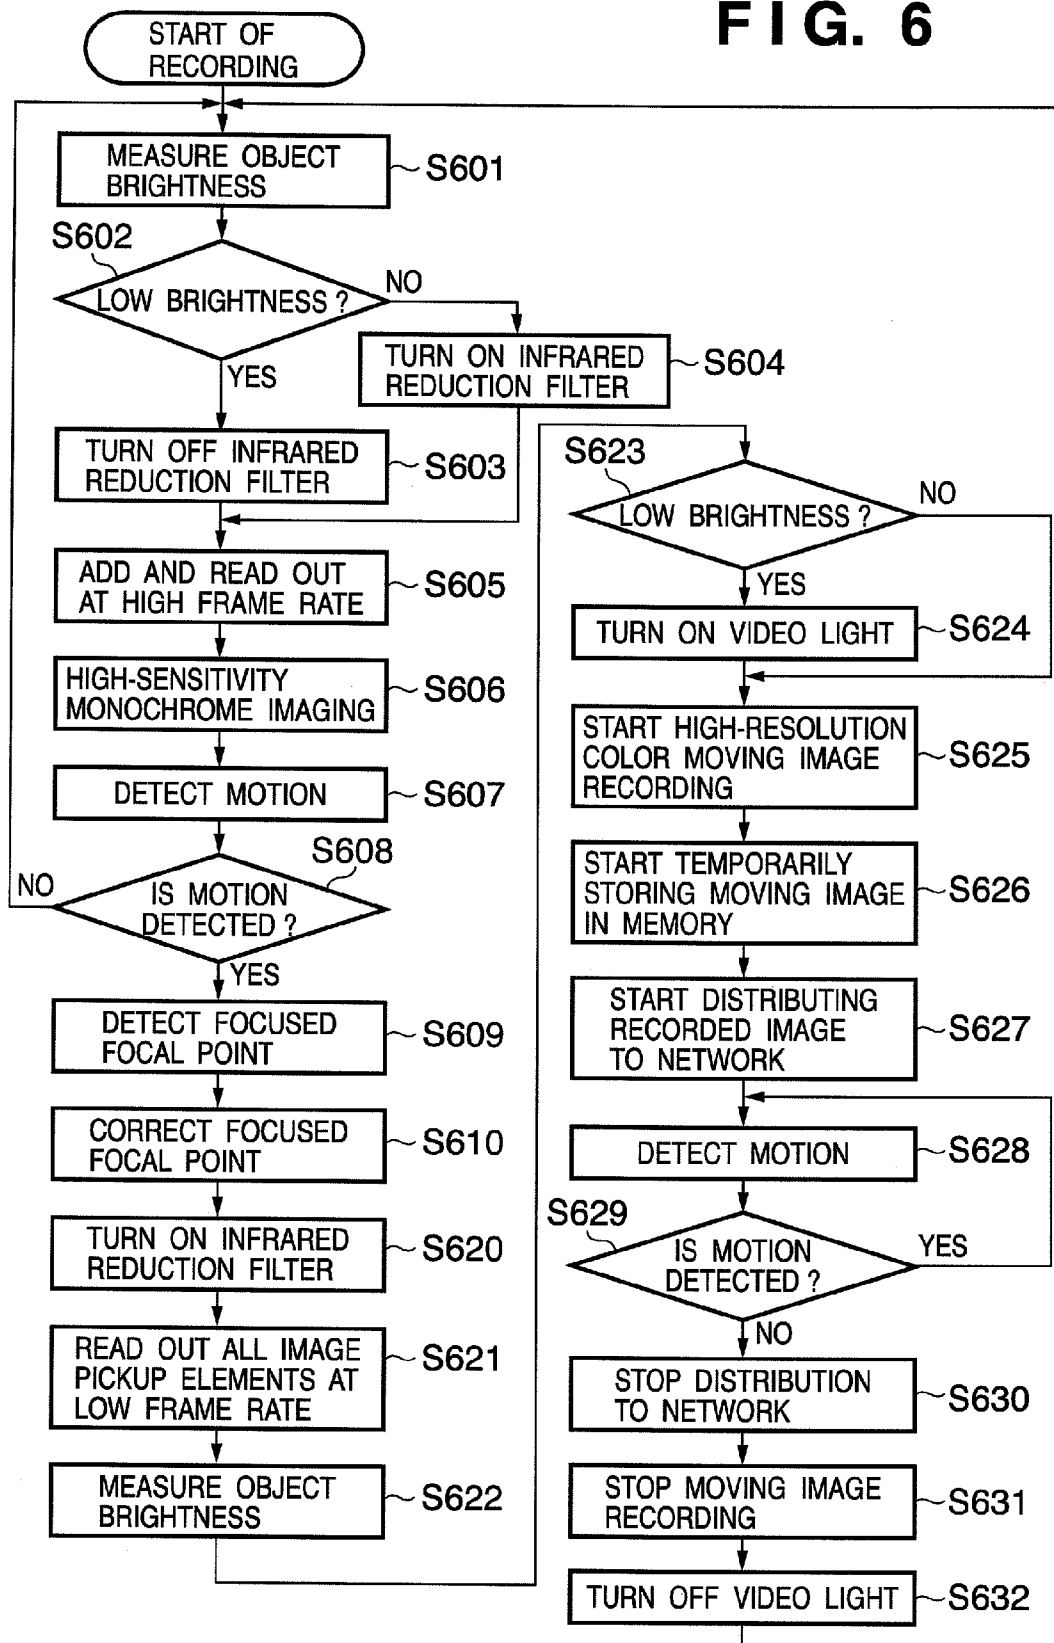 FIG. 6
START OF
RECORDING
MEASURE OBJECT
BRIGHTNESS
S601
S602
LOW BRIGHTNESS ?
NO
YES
TURN ON INFRARED
REDUCTION FILTER
S604
TURN OFF INFRARED
REDUCTION FILTER
S603
ADD AND READ OUT
AT HIGH FRAME RATE
S605
HIGH-SENSITIVITY
MONOCHROME IMAGING
S606
DETECT MOTION
S607
S608
IS MOTION
DETECTED ?
NO
YES
DETECT FOCUSED
FOCAL POINT
S609
CORRECT FOCUSED
FOCAL POINT
S610
TURN ON INFRARED
REDUCTION FILTER
S620
READ OUT ALL IMAGE
PICKUP ELEMENTS AT
LOW FRAME RATE
S621
MEASURE OBJECT
BRIGHTNESS
S622
S623
LOW BRIGHTNESS ?
NO
YES
TURN ON VIDEO LIGHT
S624
START HIGH-RESOLUTION
COLOR MOVING IMAGE
RECORDING
S625
START TEMPORARILY
STORING MOVING IMAGE
IN MEMORY
S626
START DISTRIBUTING
RECORDED IMAGE
TO NETWORK
S627
DETECT MOTION
S628
S629
IS MOTION
DETECTED ?
YES
NO
STOP DISTRIBUTION
TO NETWORK
S630
STOP MOVING IMAGE
RECORDING
S631
TURN OFF VIDEO LIGHT
S632